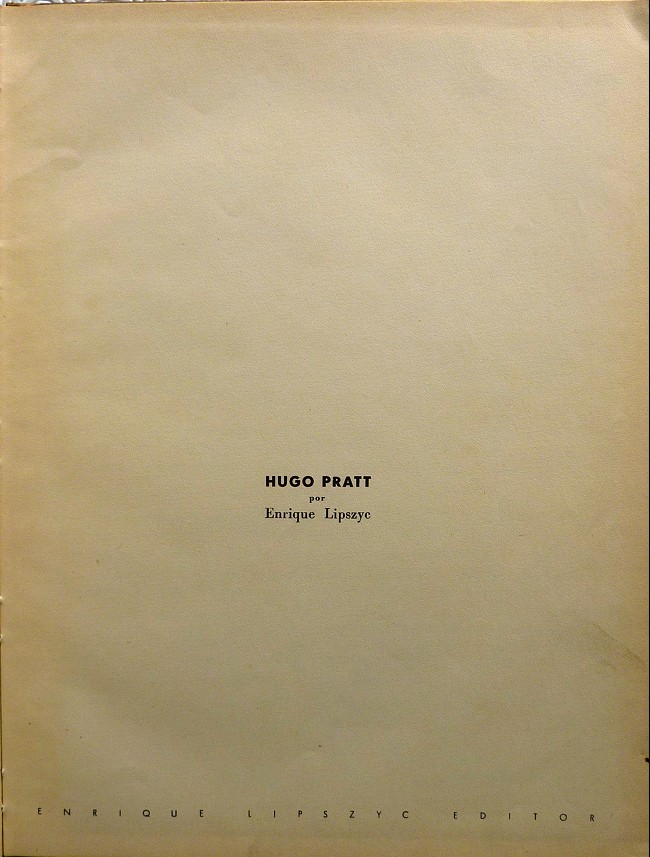 HUGO PRATT
por
Enrique Lipszyc
ENRIQUE LIPSZYC EDITOR